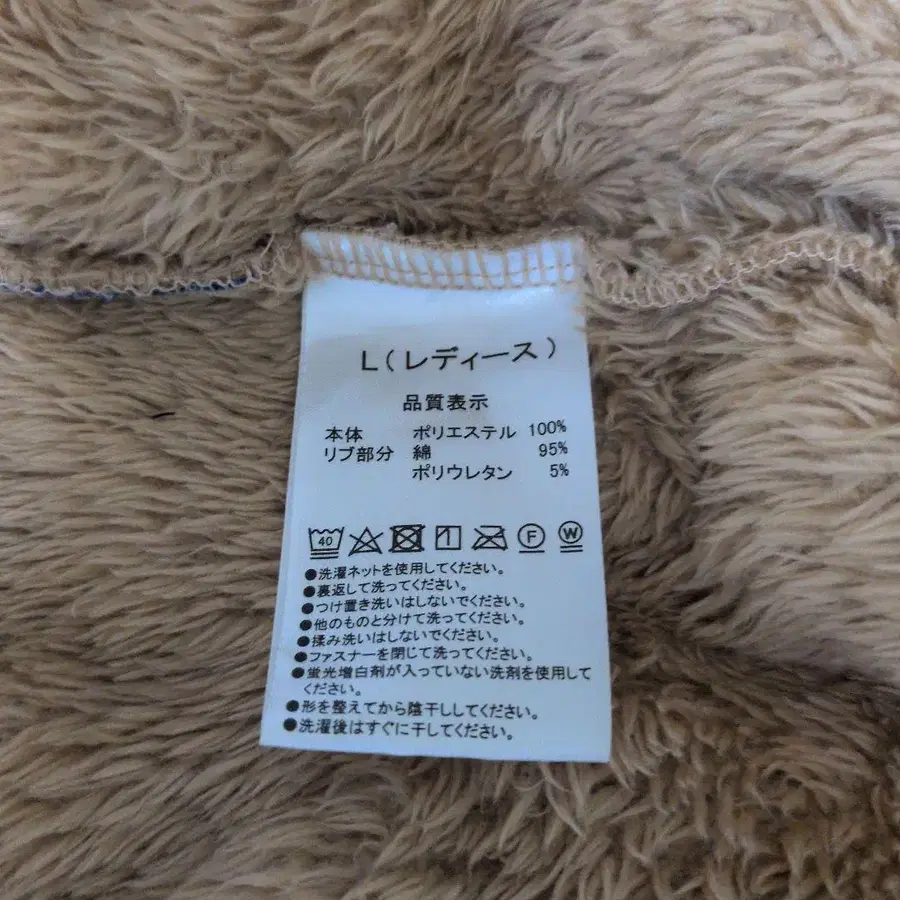 L(レディース)
品質表示
本体 ポリエステル 100%
リブ部分 綿 95%
ポリウレタン 5%
40 F W
●洗濯ネットを使用してください。
●裏返して洗ってください。
●つけ置き洗いはしないでください。
●他のものと分けて洗ってください。
●揉み洗いはしないでください。
●ファスナーを閉じて洗ってください。
●蛍光増白剤が入っていない洗剤を使用して
ください。
●形を整えてから陰干ししてください。
●洗濯後はすぐに干してください。